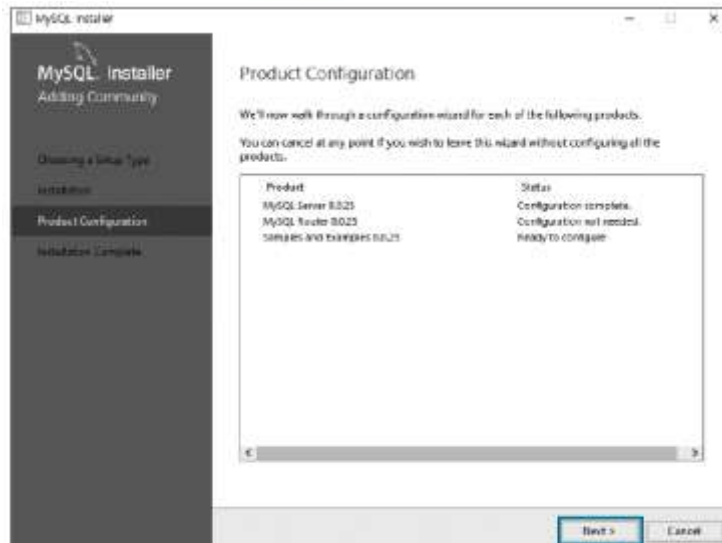 MySQL Installer
MySQL Installer
Adding Community
Choosing a Setup Type
Installation
Product Configuration
Installation Complete
Product Configuration
We'll now walk through a configuration wizard for each of the following products.
You can cancel at any point if you wish to leave this wizard without configuring all the
products.
Product Status
MySQL Server 8.0.25 Configuration complete.
MySQL Router 8.0.25 Configuration not needed.
Samples and Examples 8.0.25 Ready to configure
Next > Cancel